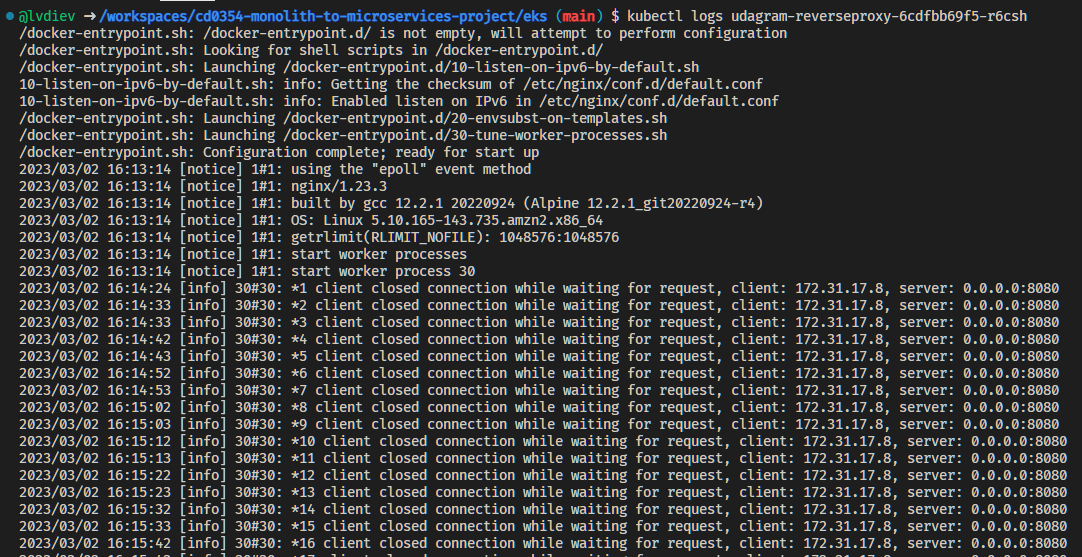 @lvdiev ➜ /workspaces/cd0354-monolith-to-microservices-project/eks (main) $ kubectl logs udagram-reverseproxy-6cdfbb69f5-r6csh
/docker-entrypoint.sh: /docker-entrypoint.d/ is not empty, will attempt to perform configuration
/docker-entrypoint.sh: Looking for shell scripts in /docker-entrypoint.d/
/docker-entrypoint.sh: Launching /docker-entrypoint.d/10-listen-on-ipv6-by-default.sh
10-listen-on-ipv6-by-default.sh: info: Getting the checksum of /etc/nginx/conf.d/default.conf
10-listen-on-ipv6-by-default.sh: info: Enabled listen on IPv6 in /etc/nginx/conf.d/default.conf
/docker-entrypoint.sh: Launching /docker-entrypoint.d/20-envsubst-on-templates.sh
/docker-entrypoint.sh: Launching /docker-entrypoint.d/30-tune-worker-processes.sh
/docker-entrypoint.sh: Configuration complete; ready for start up
2023/03/02 16:13:14 [notice] 1#1: using the "epoll" event method
2023/03/02 16:13:14 [notice] 1#1: nginx/1.23.3
2023/03/02 16:13:14 [notice] 1#1: built by gcc 12.2.1 20220924 (Alpine 12.2.1_git20220924-r4)
2023/03/02 16:13:14 [notice] 1#1: OS: Linux 5.10.165-143.735.amzn2.x86_64
2023/03/02 16:13:14 [notice] 1#1: getrlimit(RLIMIT_NOFILE): 1048576:1048576
2023/03/02 16:13:14 [notice] 1#1: start worker processes
2023/03/02 16:13:14 [notice] 1#1: start worker process 30
2023/03/02 16:14:24 [info] 30#30: *1 client closed connection while waiting for request, client: 172.31.17.8, server: 0.0.0.0:8080
2023/03/02 16:14:33 [info] 30#30: *2 client closed connection while waiting for request, client: 172.31.17.8, server: 0.0.0.0:8080
2023/03/02 16:14:33 [info] 30#30: *3 client closed connection while waiting for request, client: 172.31.17.8, server: 0.0.0.0:8080
2023/03/02 16:14:42 [info] 30#30: *4 client closed connection while waiting for request, client: 172.31.17.8, server: 0.0.0.0:8080
2023/03/02 16:14:43 [info] 30#30: *5 client closed connection while waiting for request, client: 172.31.17.8, server: 0.0.0.0:8080
2023/03/02 16:14:52 [info] 30#30: *6 client closed connection while waiting for request, client: 172.31.17.8, server: 0.0.0.0:8080
2023/03/02 16:14:53 [info] 30#30: *7 client closed connection while waiting for request, client: 172.31.17.8, server: 0.0.0.0:8080
2023/03/02 16:15:02 [info] 30#30: *8 client closed connection while waiting for request, client: 172.31.17.8, server: 0.0.0.0:8080
2023/03/02 16:15:03 [info] 30#30: *9 client closed connection while waiting for request, client: 172.31.17.8, server: 0.0.0.0:8080
2023/03/02 16:15:12 [info] 30#30: *10 client closed connection while waiting for request, client: 172.31.17.8, server: 0.0.0.0:8080
2023/03/02 16:15:13 [info] 30#30: *11 client closed connection while waiting for request, client: 172.31.17.8, server: 0.0.0.0:8080
2023/03/02 16:15:22 [info] 30#30: *12 client closed connection while waiting for request, client: 172.31.17.8, server: 0.0.0.0:8080
2023/03/02 16:15:23 [info] 30#30: *13 client closed connection while waiting for request, client: 172.31.17.8, server: 0.0.0.0:8080
2023/03/02 16:15:32 [info] 30#30: *14 client closed connection while waiting for request, client: 172.31.17.8, server: 0.0.0.0:8080
2023/03/02 16:15:33 [info] 30#30: *15 client closed connection while waiting for request, client: 172.31.17.8, server: 0.0.0.0:8080
2023/03/02 16:15:42 [info] 30#30: *16 client closed connection while waiting for request, client: 172.31.17.8, server: 0.0.0.0:8080